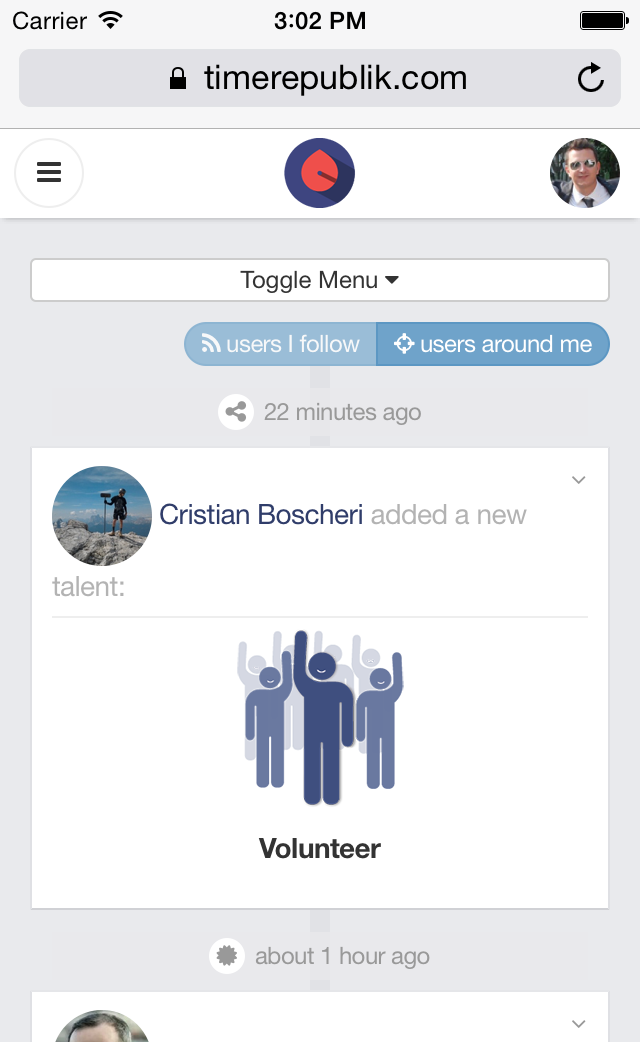 Carrier 3:02 PM
timerepublik.com
Toggle Menu
users I follow users around me
22 minutes ago
Cristian Boscheri added a new
talent:
Volunteer
about 1 hour ago